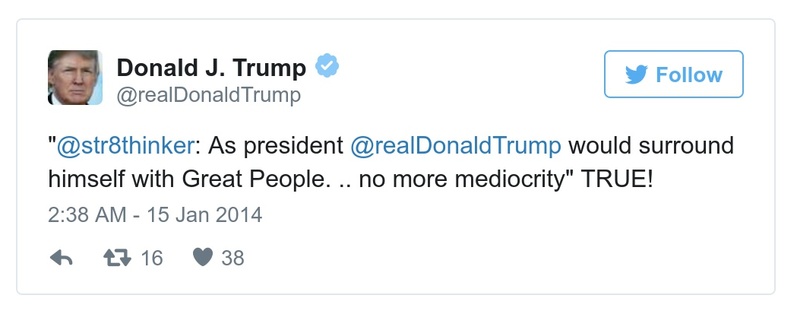 Donald J. Trump
@realDonaldTrump
Follow
"@str8thinker: As president @realDonaldTrump would surround
himself with Great People. .. no more mediocrity" TRUE!
2:38 AM - 15 Jan 2014
16 38